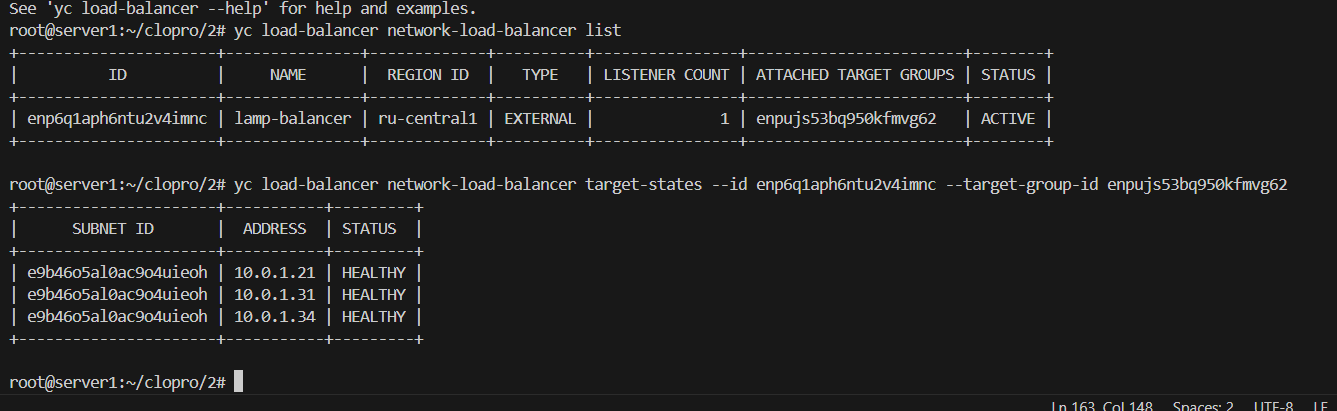 See 'yc load-balancer --help' for help and examples.
root@server1:~/clopro/2# yc load-balancer network-load-balancer list
+----------------------+---------------+-------------+----------+----------------+------------------------+--------+
|          ID          |     NAME      |  REGION ID  |   TYPE   | LISTENER COUNT | ATTACHED TARGET GROUPS | STATUS |
+----------------------+---------------+-------------+----------+----------------+------------------------+--------+
| enp6q1aph6ntu2v4imnc | lamp-balancer | ru-central1 | EXTERNAL |              1 | enpujs53bq950kfmvg62   | ACTIVE |
+----------------------+---------------+-------------+----------+----------------+------------------------+--------+
root@server1:~/clopro/2# yc load-balancer network-load-balancer target-states --id enp6q1aph6ntu2v4imnc --target-group-id enpujs53bq950kfmvg62
+----------------------+-----------+---------+
|      SUBNET ID       |  ADDRESS  | STATUS  |
+----------------------+-----------+---------+
| e9b46o5al0ac9o4uieoh | 10.0.1.21 | HEALTHY |
| e9b46o5al0ac9o4uieoh | 10.0.1.31 | HEALTHY |
| e9b46o5al0ac9o4uieoh | 10.0.1.34 | HEALTHY |
+----------------------+-----------+---------+
root@server1:~/clopro/2#
Ln 163, Col 148 Spaces: 2 UTF-8 LF